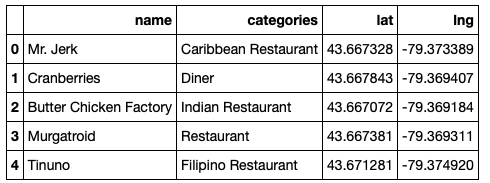 name categories lat lng
0 Mr. Jerk Caribbean Restaurant 43.667328 -79.373389
1 Cranberries Diner 43.667843 -79.369407
2 Butter Chicken Factory Indian Restaurant 43.667072 -79.369184
3 Murgatroid Restaurant 43.667381 -79.369311
4 Tinuno Filipino Restaurant 43.671281 -79.374920